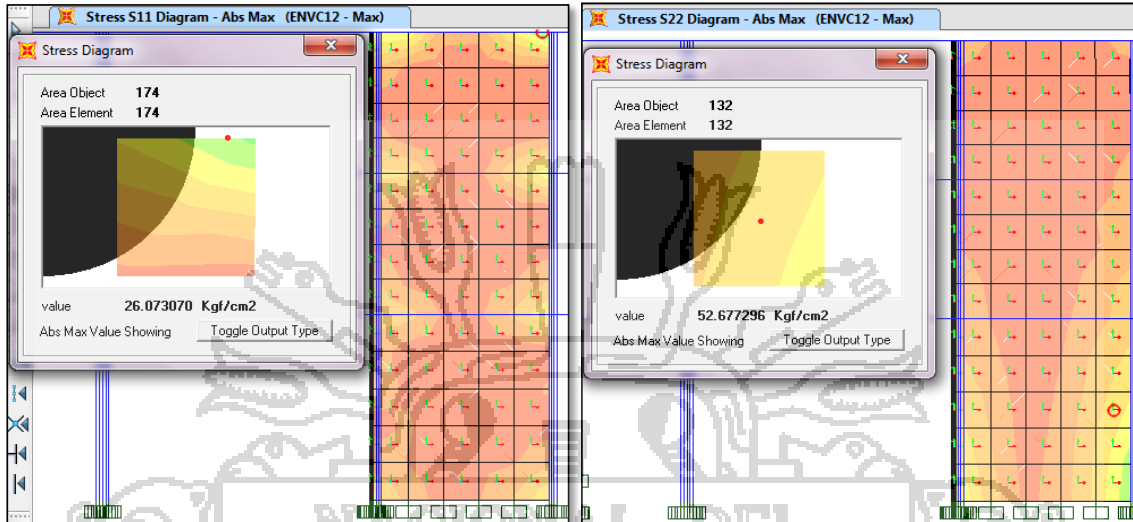 Stress S11 Diagram - Abs Max (ENVC12 - Max)
Stress Diagram
Area Object 174
Area Element 174
value 26.073070 Kgf/cm2
Abs Max Value Showing Toggle Output Type
Stress S22 Diagram - Abs Max (ENVC12 - Max)
Stress Diagram
Area Object 132
Area Element 132
value 52.677296 Kgf/cm2
Abs Max Value Showing Toggle Output Type